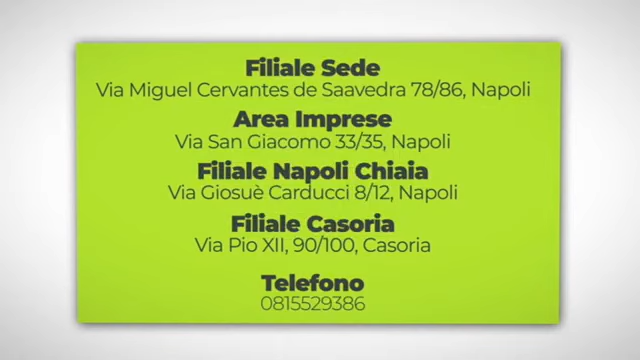 Filiale Sede
Via Miguel Cervantes de Saavedra 78/86, Napoli
Area Imprese
Via San Giacomo 33/35, Napoli
Filiale Napoli Chiaia
Via Giosuè Carducci 8/12, Napoli
Filiale Casoria
Via Pio XII, 90/100, Casoria
Telefono
0815529386